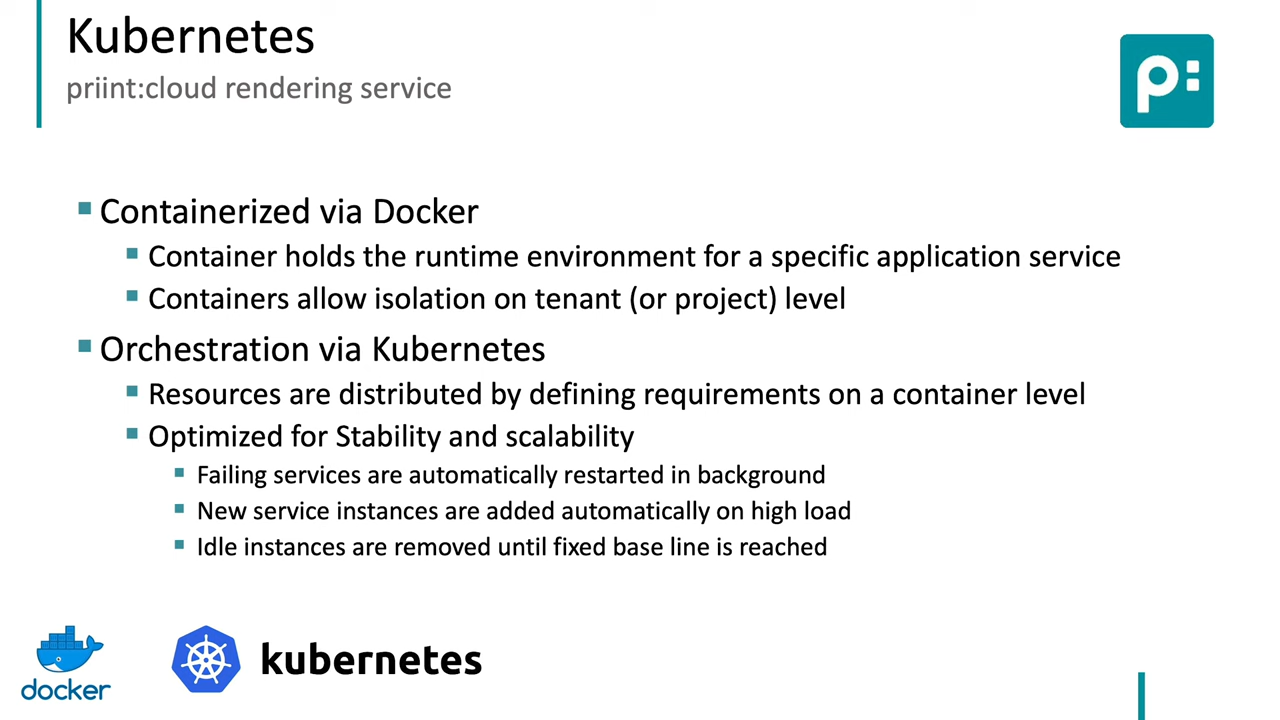 Kubernetes
priint:cloud rendering service
p:
Containerized via Docker
Container holds the runtime environment for a specific application service
Containers allow isolation on tenant (or project) level
Orchestration via Kubernetes
Resources are distributed by defining requirements on a container level
Optimized for Stability and scalability
Failing services are automatically restarted in background
New service instances are added automatically on high load
Idle instances are removed until fixed base line is reached
docker
kubernetes